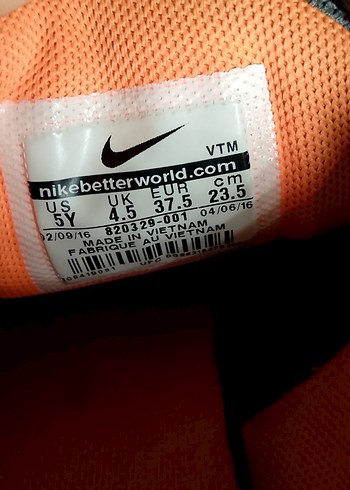 VTM
nikebetterworld.com
US UK EUR cm
5Y 4.5 37.5 23.5
02/09/16 820329-001 04/06/16
MADE IN VIETNAM
FABRIQUE AU VIETNAM